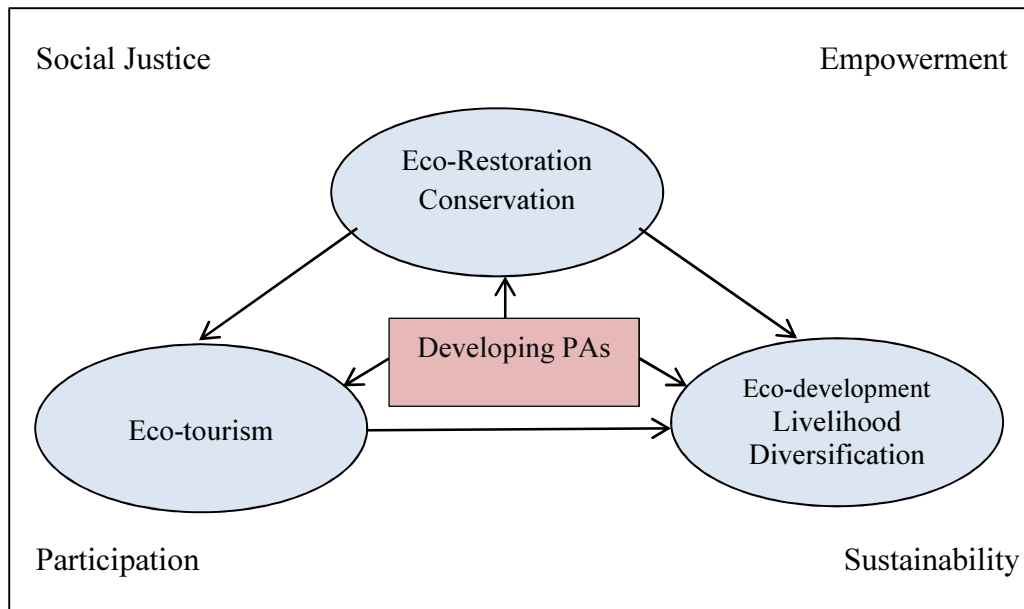 Social Justice
Empowerment
Eco-Restoration
Conservation
Developing PAs
Eco-tourism
Eco-development
Livelihood
Diversification
Participation
Sustainability